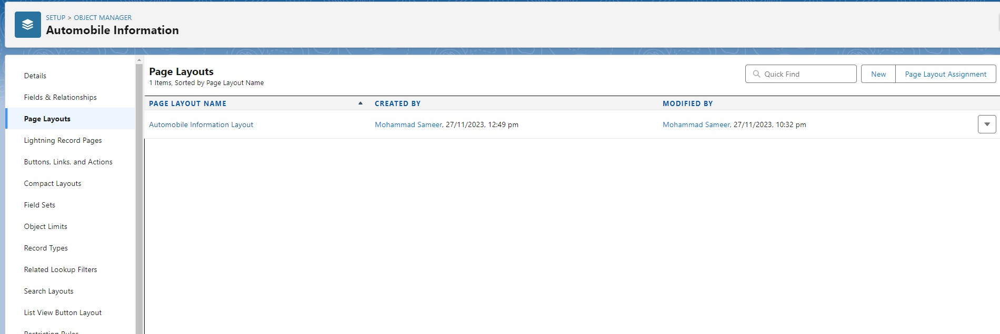 SETUP > OBJECT MANAGER
Automobile Information
Details
Fields & Relationships
Page Layouts
Lightning Record Pages
Buttons, Links, and Actions
Compact Layouts
Field Sets
Object Limits
Record Types
Related Lookup Filters
Search Layouts
List View Button Layout
Restriction Rules
Page Layouts
1 Items, Sorted by Page Layout Name
Quick Find
New
Page Layout Assignment
PAGE LAYOUT NAME CREATED BY MODIFIED BY
Automobile Information Layout Mohammad Sameer, 27/11/2023, 12:49 pm Mohammad Sameer, 27/11/2023, 10:32 pm